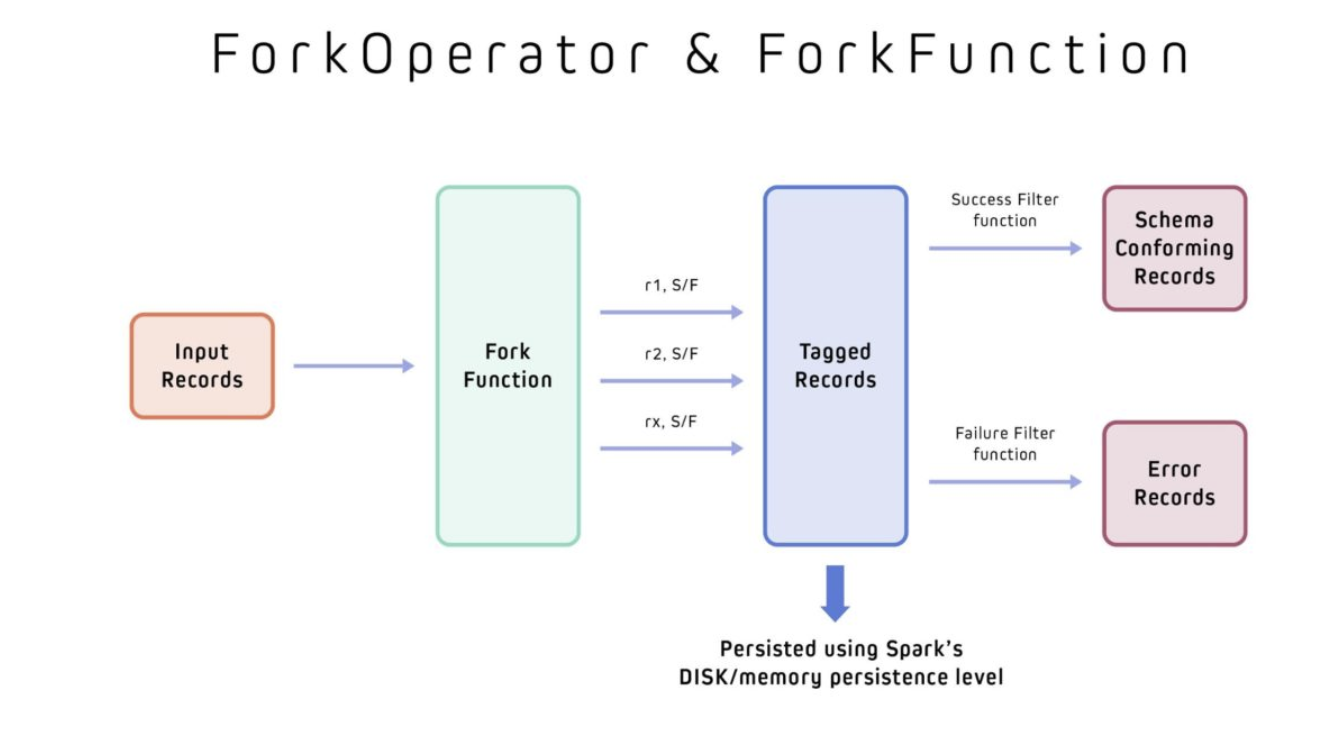 ForkOperator & ForkFunction
Input
Records
Fork
Function
r1, S/F
r2, S/F
rx, S/F
Tagged
Records
Success Filter
function
Failure Filter
function
Schema
Conforming
Records
Error
Records
Persisted using Spark's
DISK/memory persistence level